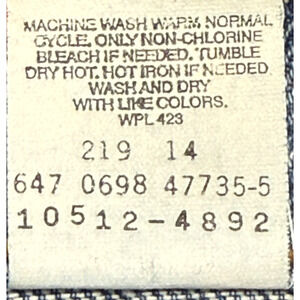 MACHINE WASH WARM NORMAL
CYCLE. ONLY NON-CHLORINE
BLEACH IF NEEDED. TUMBLE
DRY HOT. HOT IRON IF NEEDED
WASH AND DRY
WITH LIKE COLORS.
WPL 423
219 14
647 0698 47735-5
10512-4892